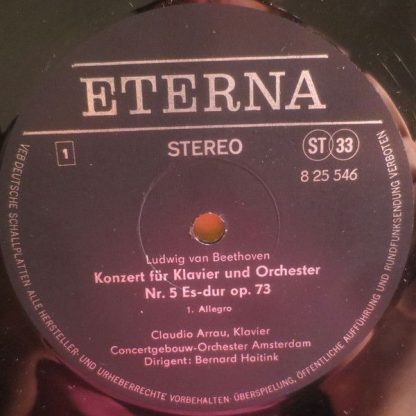 ETERNA
1
STEREO
ST 33
8 25 546
Ludwig van Beethoven
Konzert für Klavier und Orchester
Nr. 5 Es-dur op. 73
1. Allegro
Claudio Arrau, Klavier
Concertgebouw-Orchester Amsterdam
Dirigent: Bernard Haitink
VEB DEUTSCHE SCHALLPLATTEN ALLE HERSTELLER- UND URHEBERRECHTE VORBEHALTEN · ÜBERSPIELUNG, ÖFFENTLICHE AUFFÜHRUNG UND RUNDFUNKSENDUNG VERBOTEN